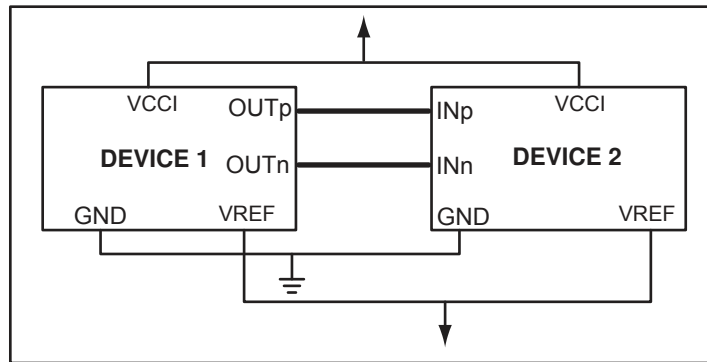 VCCI
OUTp
DEVICE 1
OUTn
GND
VREF
VCCI
INp
DEVICE 2
INn
GND
VREF